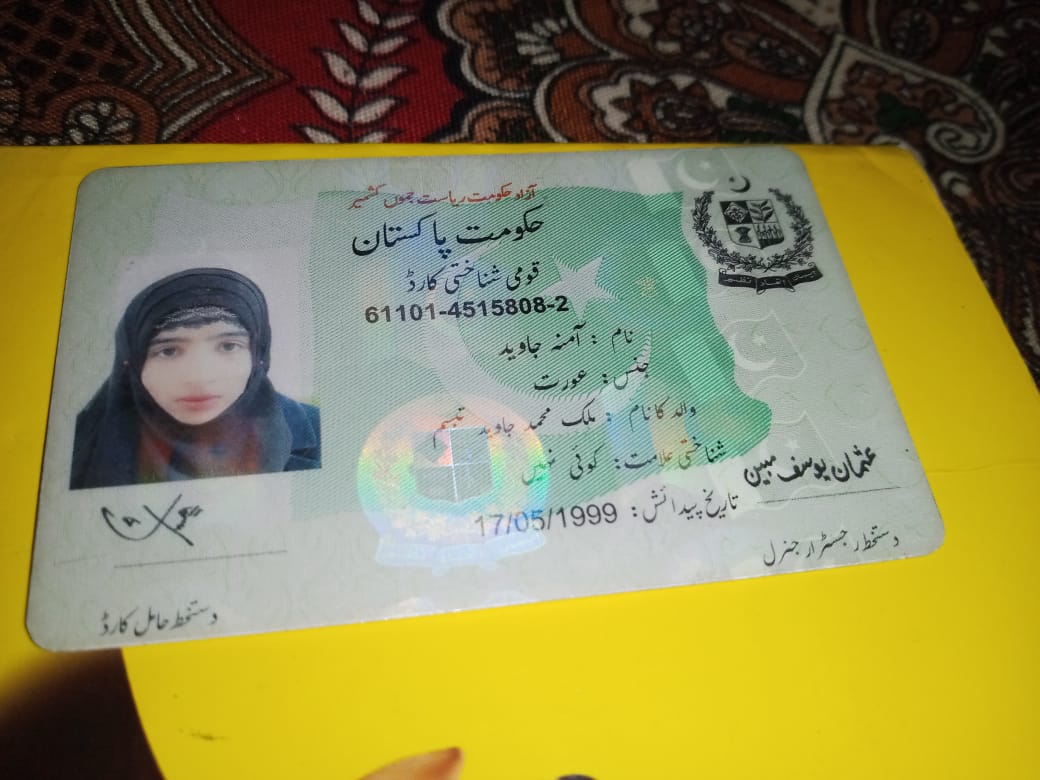 آزاد حکومت ریاست جموں کشمیر
حکومت پاکستان
قومی شناختی کارڈ
61101-4515808-2
نام : آمنہ جاوید
جنس: عورت
والد کا نام : ملک محمد جاوید تبسم
شناختی علامت: کوئی نہیں
تاریخ پیدائش: 17/05/1999
عثمان یوسف مبین
دستخط رجسٹرار جنرل
دستخط حامل کارڈ